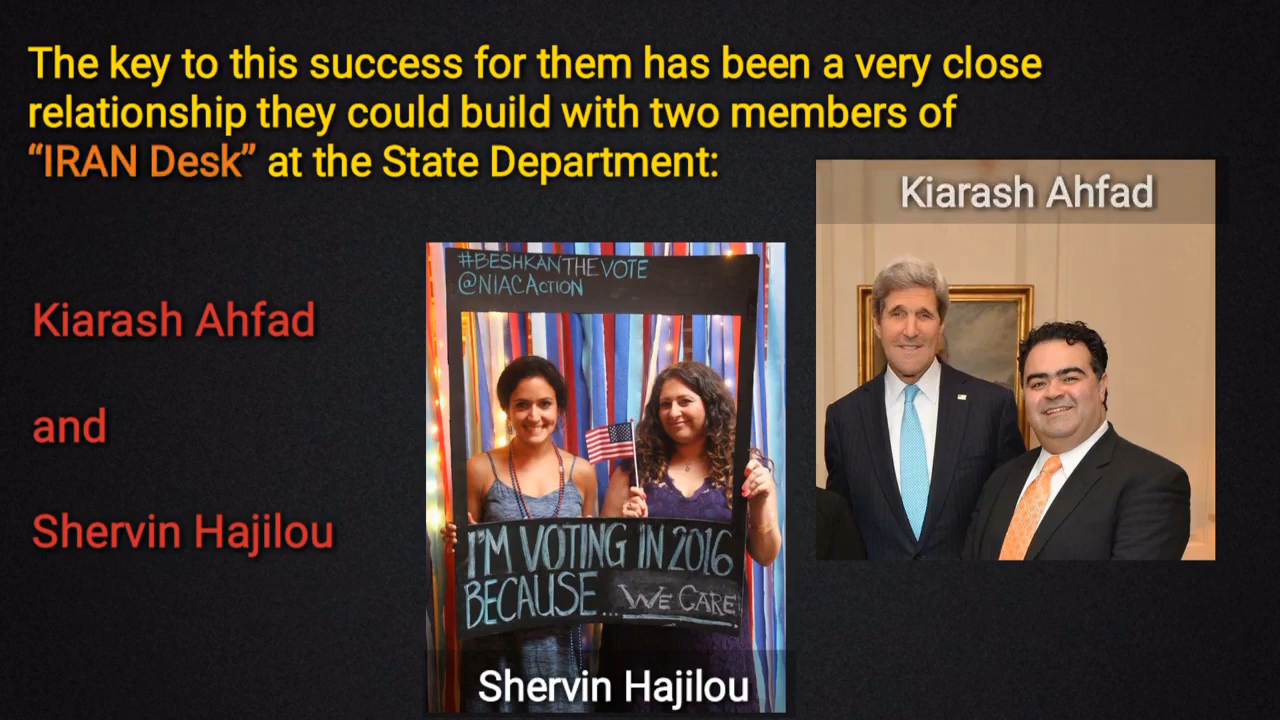 The key to this success for them has been a very close
relationship they could build with two members of
“IRAN Desk” at the State Department:
Kiarash Ahfad
and
Shervin Hajilou
#BESHKANTHEVOTE
@NIACACTION
I'M VOTING IN 2016
BECAUSE... WE CARE
Shervin Hajilou
Kiarash Ahfad